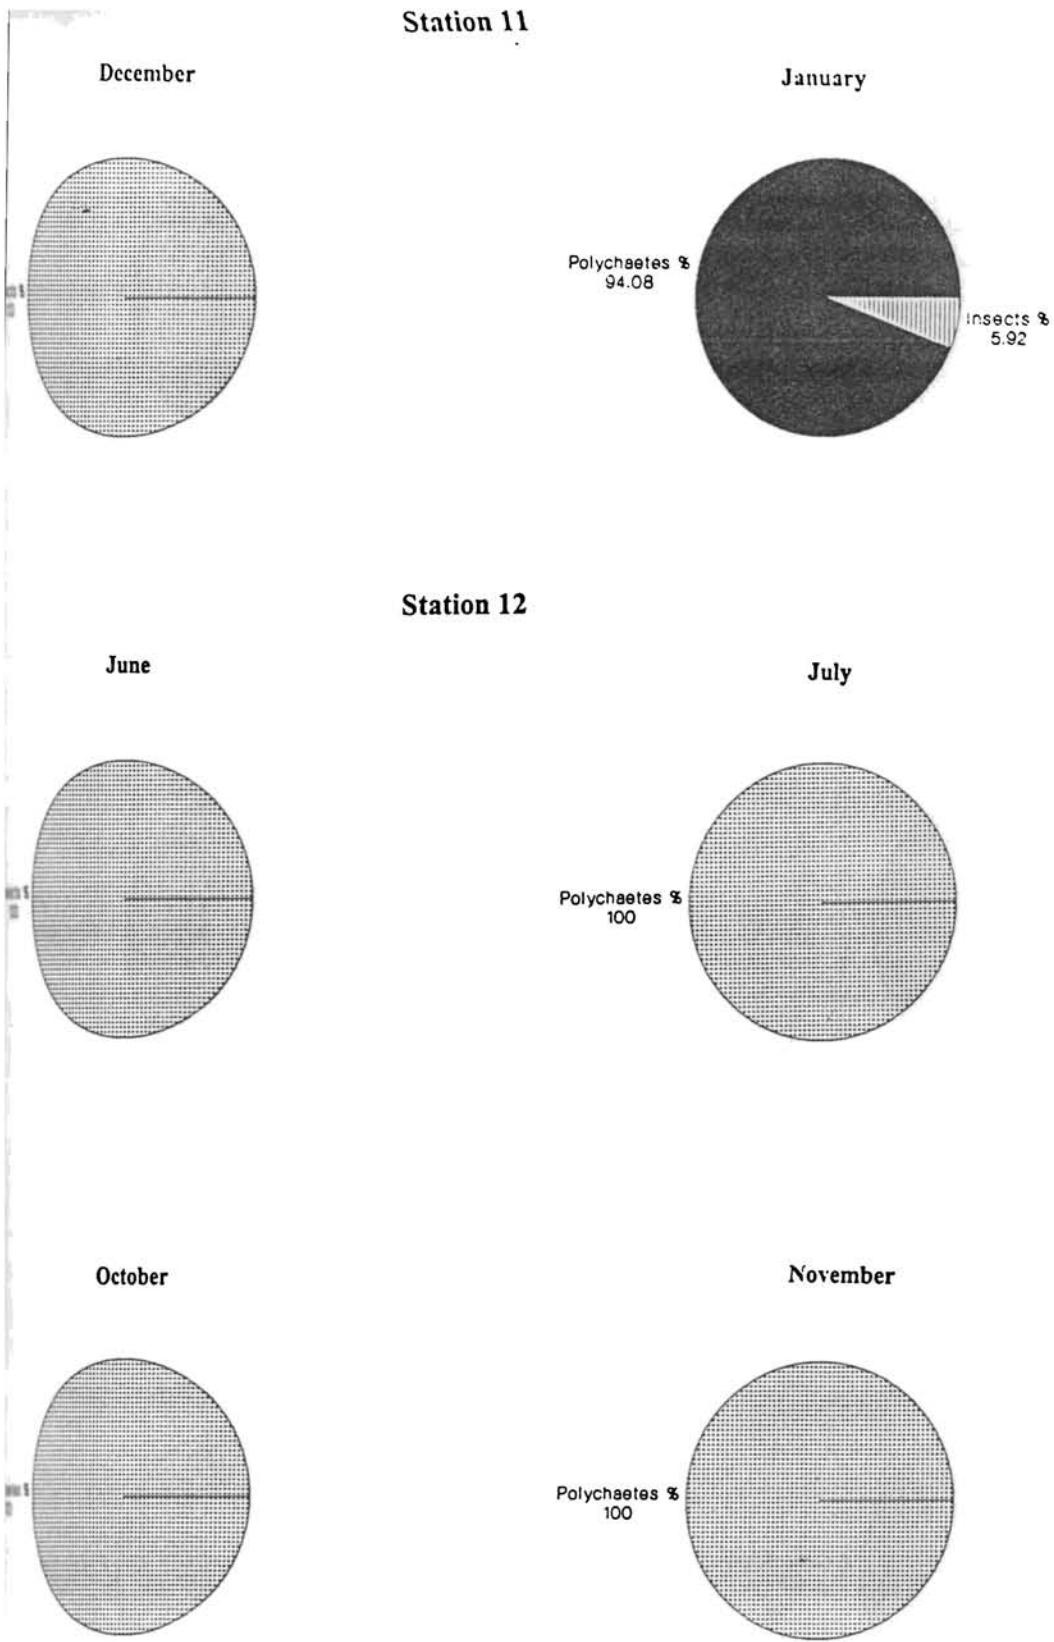 Station 11
December
January
Polychaetes %
94.08
Insects %
5.92
Station 12
June
July
%
Polychaetes %
100
October
November
%
Polychaetes %
100